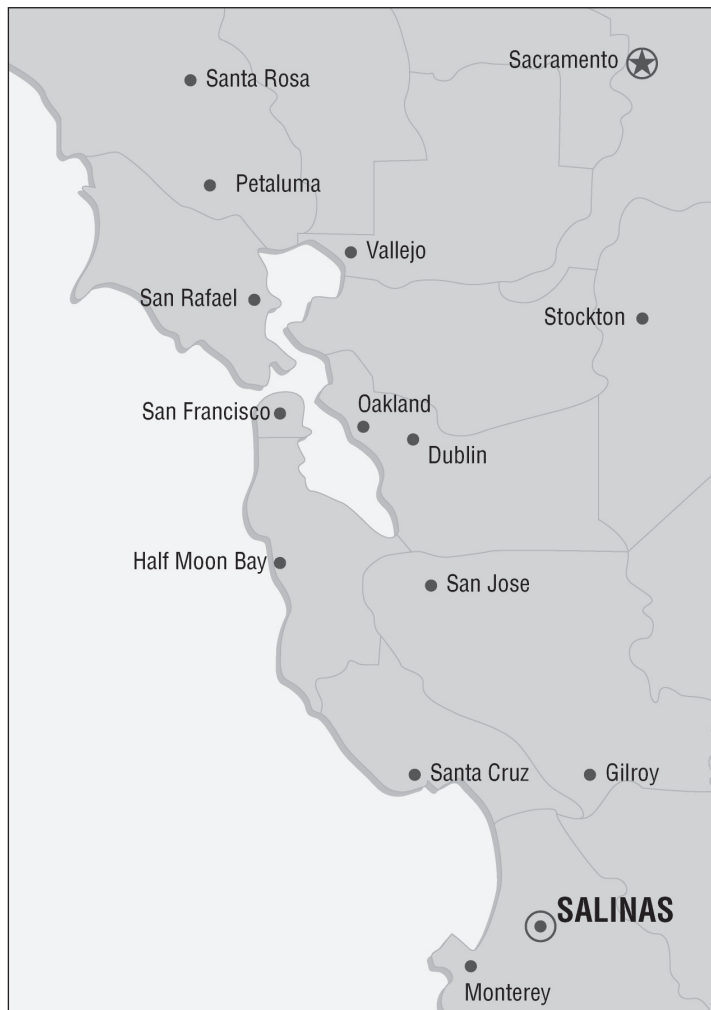 Sacramento
Santa Rosa
Petaluma
Vallejo
San Rafael
Stockton
San Francisco
Oakland
Dublin
Half Moon Bay
San Jose
Santa Cruz
Gilroy
SALINAS
Monterey